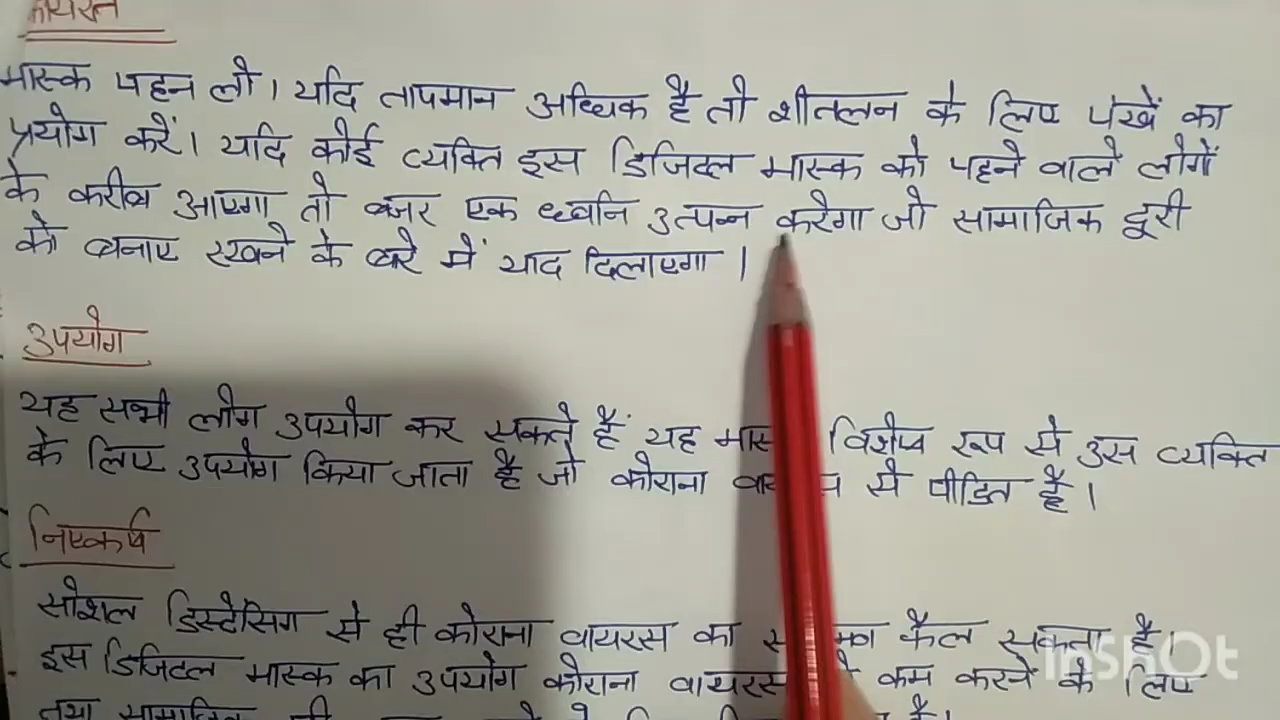 मास्क पहन लो। यदि तापमान अधिक है तो शीतलन के लिए पंखें का
प्रयोग करें। यदि कोई व्यक्ति इस डिजिटल मास्क को पहने वाले लोगों
के करीब आएगा तो बजर एक ध्वनि उत्पन्न करेगा जो सामाजिक दूरी
को बनाए रखने के बारे में याद दिलाएगा।
उपयोग
यह सभी लोग उपयोग कर सकते हैं यह विशेष रूप से उस व्यक्ति
के लिए उपयोग किया जाता है जो कोराना से पीडित है।
निष्कर्ष
सोशल डिस्टेंसिग से ही कोराना वायरस का फैल सकता है।
इस डिजिटल मास्क का उपयोग कोराना वायरस कम करने के लिए
तथा
InShOt